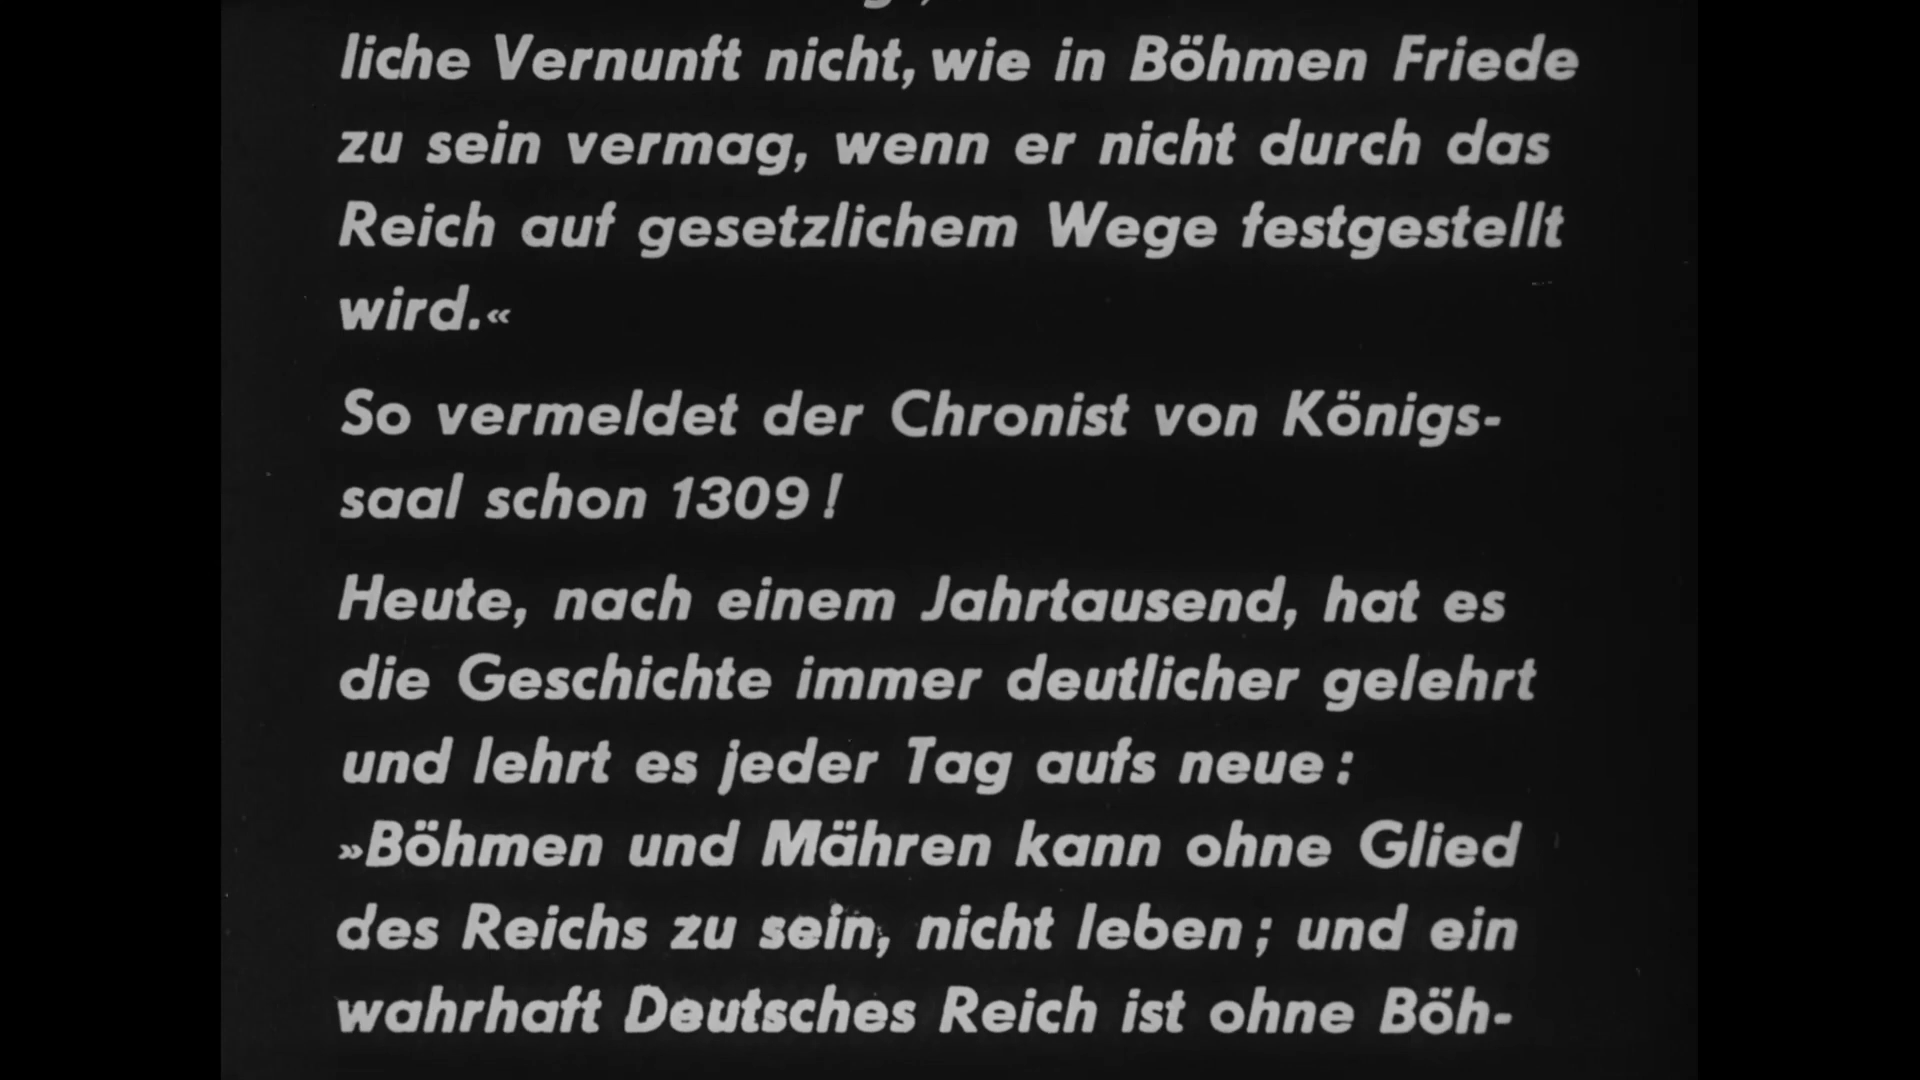 liche Vernunft nicht, wie in Böhmen Friede
zu sein vermag, wenn er nicht durch das
Reich auf gesetzlichem Wege festgestellt
wird.«
So vermeldet der Chronist von Königs-
saal schon 1309!
Heute, nach einem Jahrtausend, hat es
die Geschichte immer deutlicher gelehrt
und lehrt es jeder Tag aufs neue:
»Böhmen und Mähren kann ohne Glied
des Reichs zu sein, nicht leben; und ein
wahrhaft Deutsches Reich ist ohne Böh-